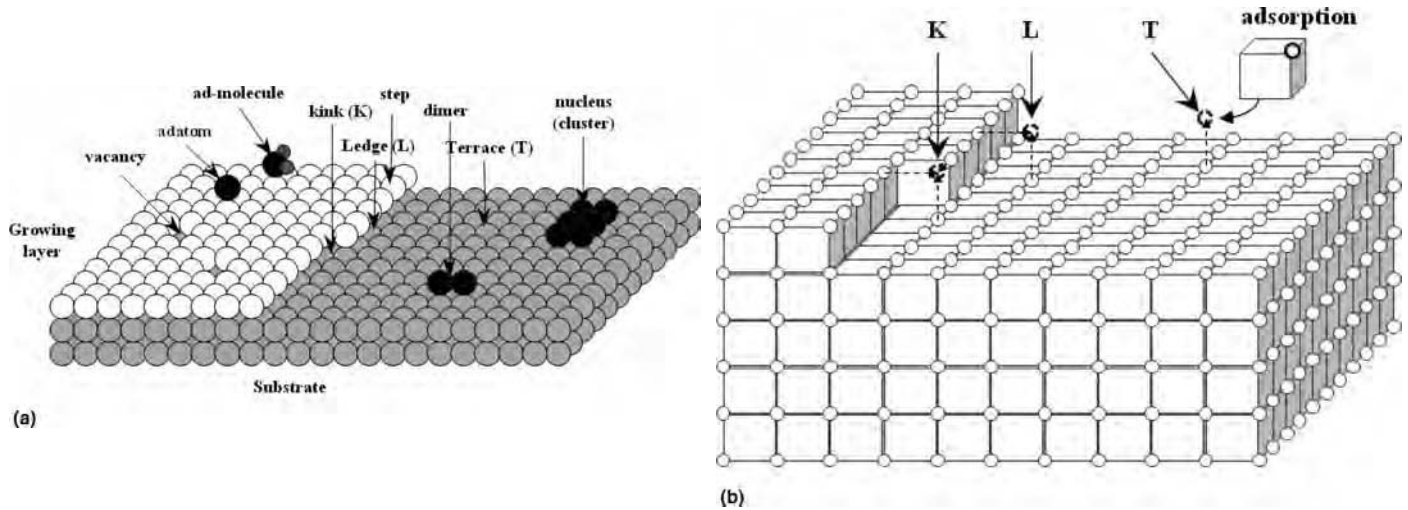 ad-molecule
adatom
vacancy
kink (K)
step
Ledge (L)
dimer
Terrace (T)
nucleus
(cluster)
Growing
layer
Substrate
(a)
K
L
T
adsorption
(b)